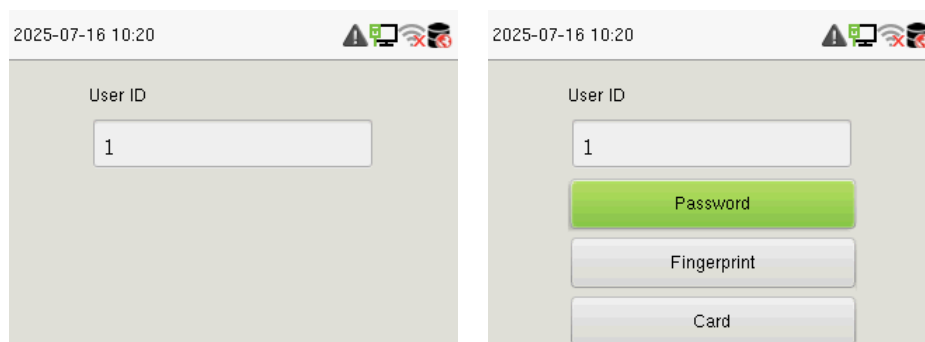 2025-07-16 10:20
User ID
1
2025-07-16 10:20
User ID
1
Password
Fingerprint
Card